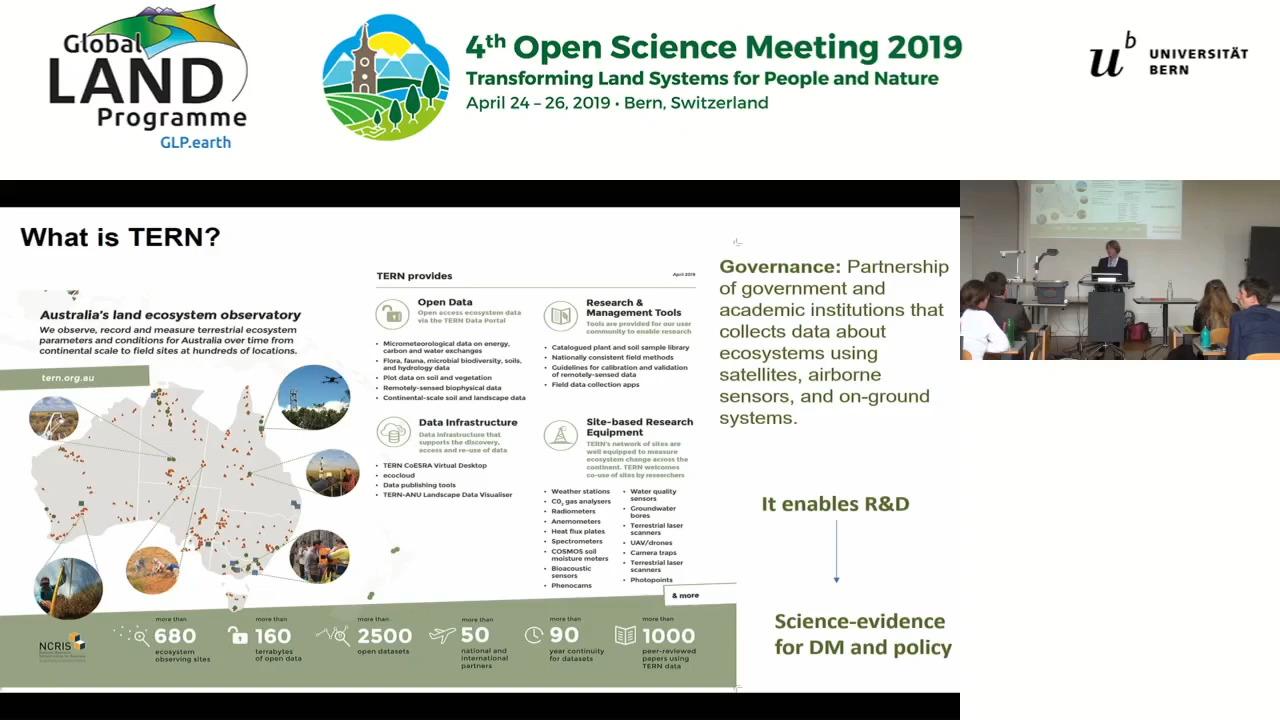 Global
LAND
Programme
GLP.earth
4th Open Science Meeting 2019
Transforming Land Systems for People and Nature
April 24 – 26, 2019 • Bern, Switzerland
u b
UNIVERSITÄT
BERN
What is TERN?
Australia's land ecosystem observatory
We observe, record and measure terrestrial ecosystem
parameters and conditions for Australia over time from
continental scale to field sites at hundreds of locations.
tern.org.au
TERN provides
April 2019
Open Data
Open access ecosystem data
via the TERN Data Portal
• Micrometeorological data on energy,
carbon and water exchanges
• Flora, fauna, microbial biodiversity, soils,
and hydrology data
• Plot data on soil and vegetation
• Remotely-sensed biophysical data
• Continental-scale soil and landscape data
Research &
Management Tools
Tools are provided for our user
community to enable research
• Catalogued plant and soil sample library
• Nationally consistent field methods
• Guidelines for calibration and validation
of remotely-sensed data
• Field data collection apps
Data Infrastructure
Data infrastructure that
supports the discovery,
access and re-use of data
• TERN CoESRA Virtual Desktop
• ecocloud
• Data publishing tools
• TERN-ANU Landscape Data Visualiser
Site-based Research
Equipment
TERN's network of sites are
well equipped to measure
ecosystem change across the
continent. TERN welcomes
co-use of sites by researchers
• Weather stations
• CO2 gas analysers
• Radiometers
• Anemometers
• Heat flux plates
• Spectrometers
• COSMOS soil
moisture meters
• Bioacoustic
sensors
• Phenocams
• Water quality
sensors
• Groundwater
bores
• Terrestrial laser
scanners
• UAV/drones
• Camera traps
• Terrestrial laser
scanners
• Photopoints
& more
Governance: Partnership
of government and
academic institutions that
collects data about
ecosystems using
satellites, airborne
sensors, and on-ground
systems.
It enables R&D
Science-evidence
for DM and policy
NCRIS
more than
680
ecosystem
observing sites
more than
160
terrabytes
of open data
more than
2500
open datasets
more than
50
national and
international
partners
more than
90
year continuity
for datasets
more than
1000
peer-reviewed
papers using
TERN data